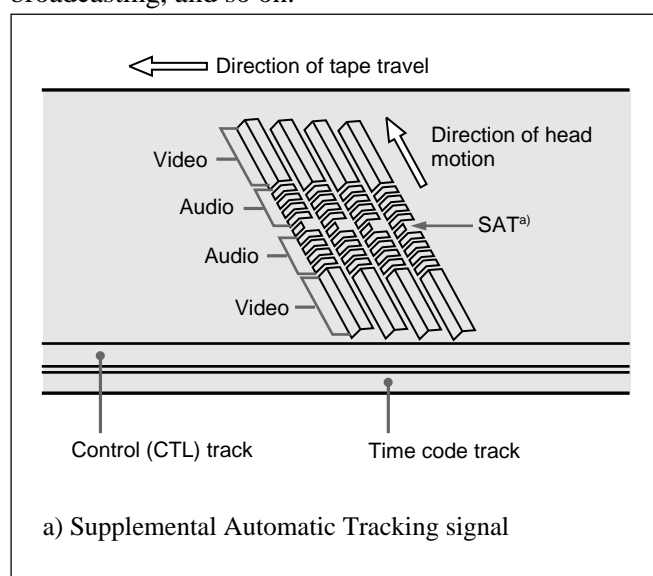 broadcasting, and so on.
Direction of tape travel
Direction of head
motion
Video
Audio
SATa)
Audio
Video
Control (CTL) track
Time code track
a) Supplemental Automatic Tracking signal